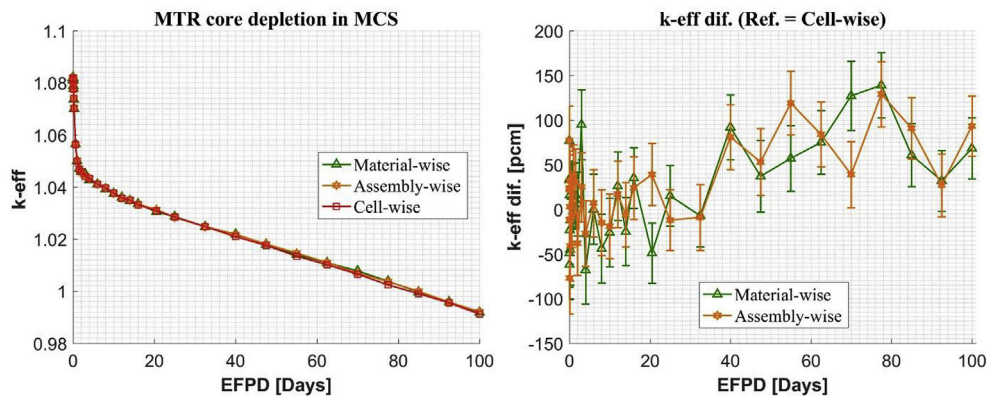 MTR core depletion in MCS
1.1
1.08
1.06
1.04
1.02
1
0.98
k-eff
Material-wise
Assembly-wise
Cell-wise
0
20
40
60
80
100
EFPD [Days]
k-eff dif. (Ref. = Cell-wise)
200
150
100
50
0
-50
-100
-150
k-eff dif. [pcm]
Material-wise
Assembly-wise
0
20
40
60
80
100
EFPD [Days]